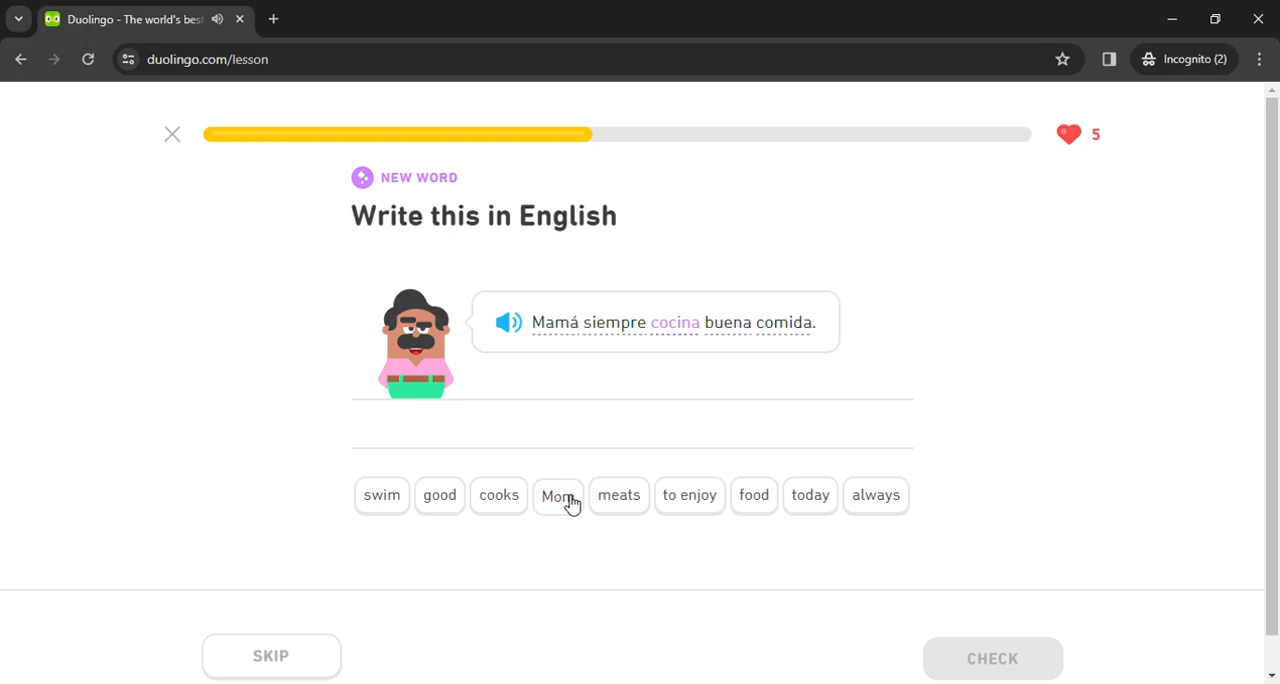 Duolingo - The world's bes
duolingo.com/lesson
Incognito (2)
5
NEW WORD
Write this in English
Mamá siempre cocina buena comida.
swim good cooks Mom meats to enjoy food today always
SKIP
CHECK